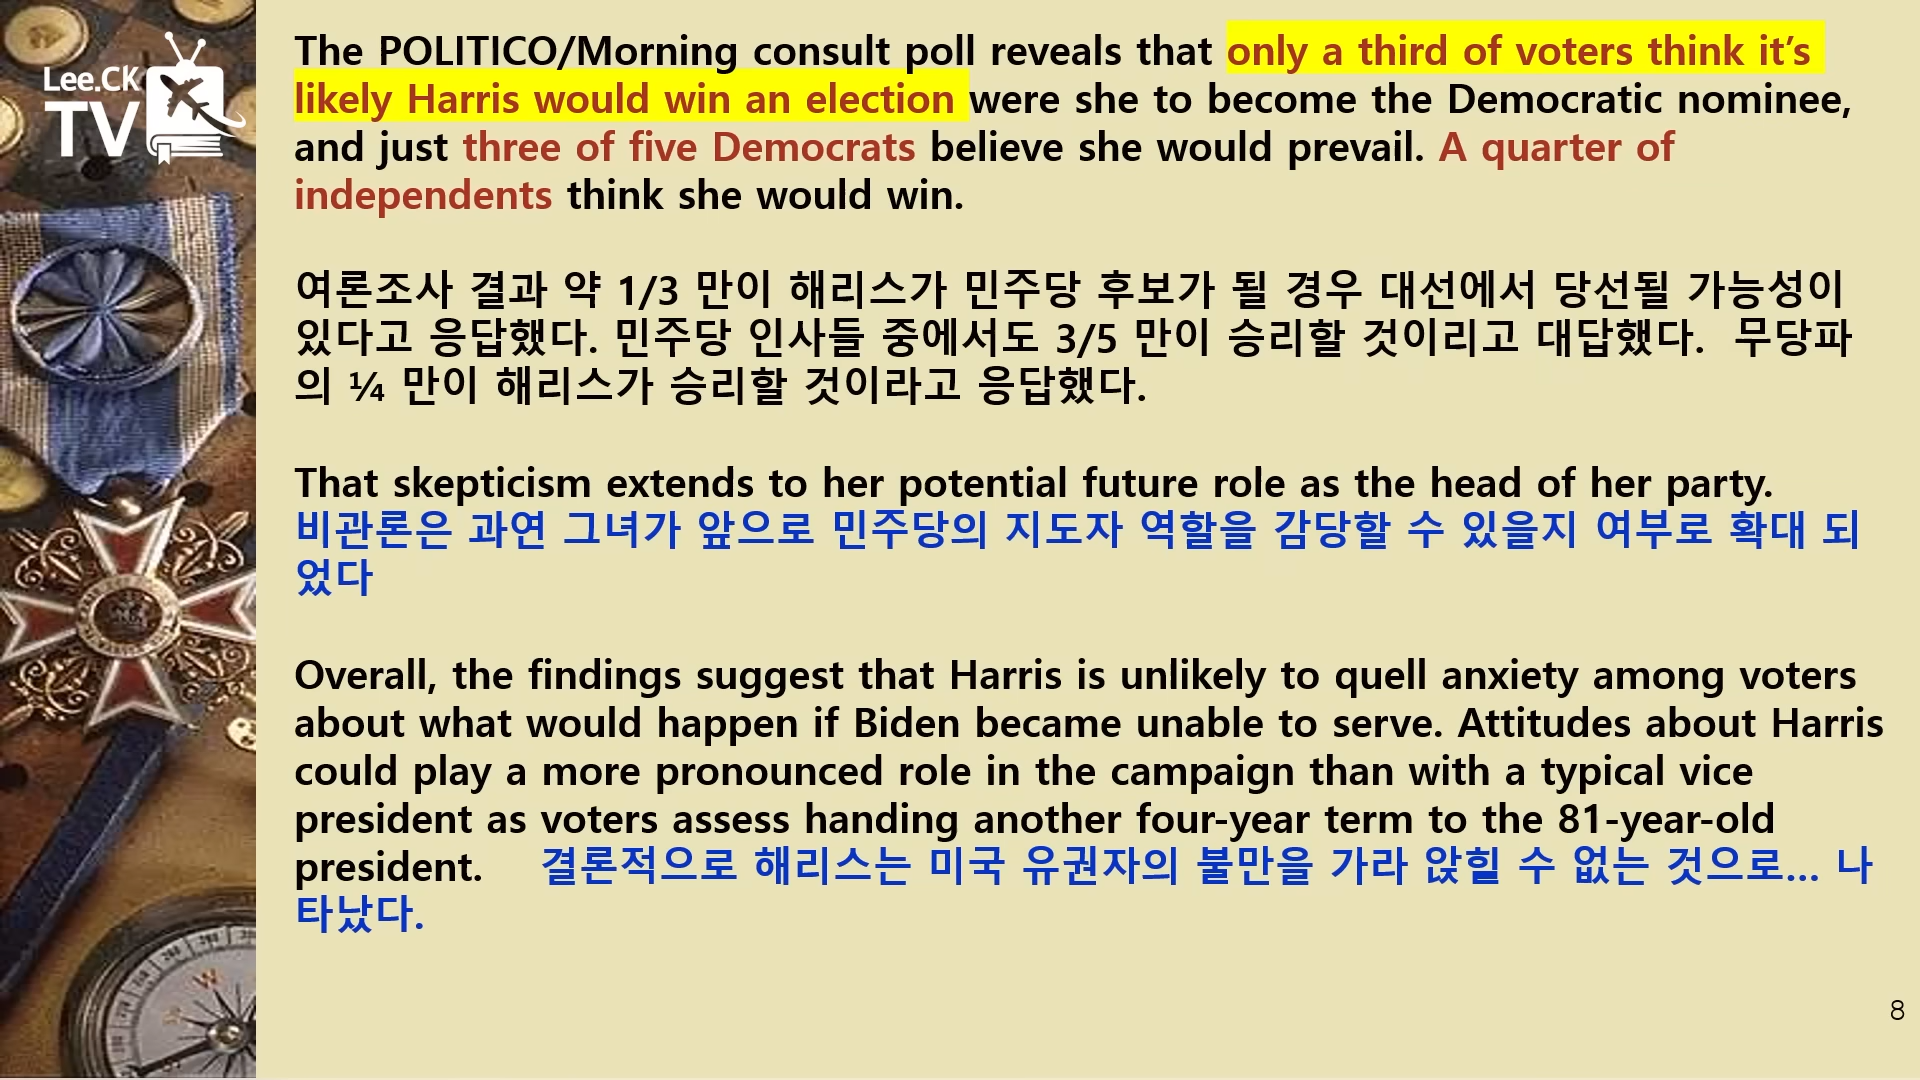 Lee.CK
TV
The POLITICO/Morning consult poll reveals that only a third of voters think it’s
likely Harris would win an election were she to become the Democratic nominee,
and just three of five Democrats believe she would prevail. A quarter of
independents think she would win.
여론조사 결과 약 1/3 만이 해리스가 민주당 후보가 될 경우 대선에서 당선될 가능성이
있다고 응답했다. 민주당 인사들 중에서도 3/5 만이 승리할 것이리고 대답했다. 무당파
의 ¼ 만이 해리스가 승리할 것이라고 응답했다.
That skepticism extends to her potential future role as the head of her party.
비관론은 과연 그녀가 앞으로 민주당의 지도자 역할을 감당할 수 있을지 여부로 확대 되
었다
Overall, the findings suggest that Harris is unlikely to quell anxiety among voters
about what would happen if Biden became unable to serve. Attitudes about Harris
could play a more pronounced role in the campaign than with a typical vice
president as voters assess handing another four-year term to the 81-year-old
president. 결론적으로 해리스는 미국 유권자의 불만을 가라 앉힐 수 없는 것으로... 나
타났다.
8